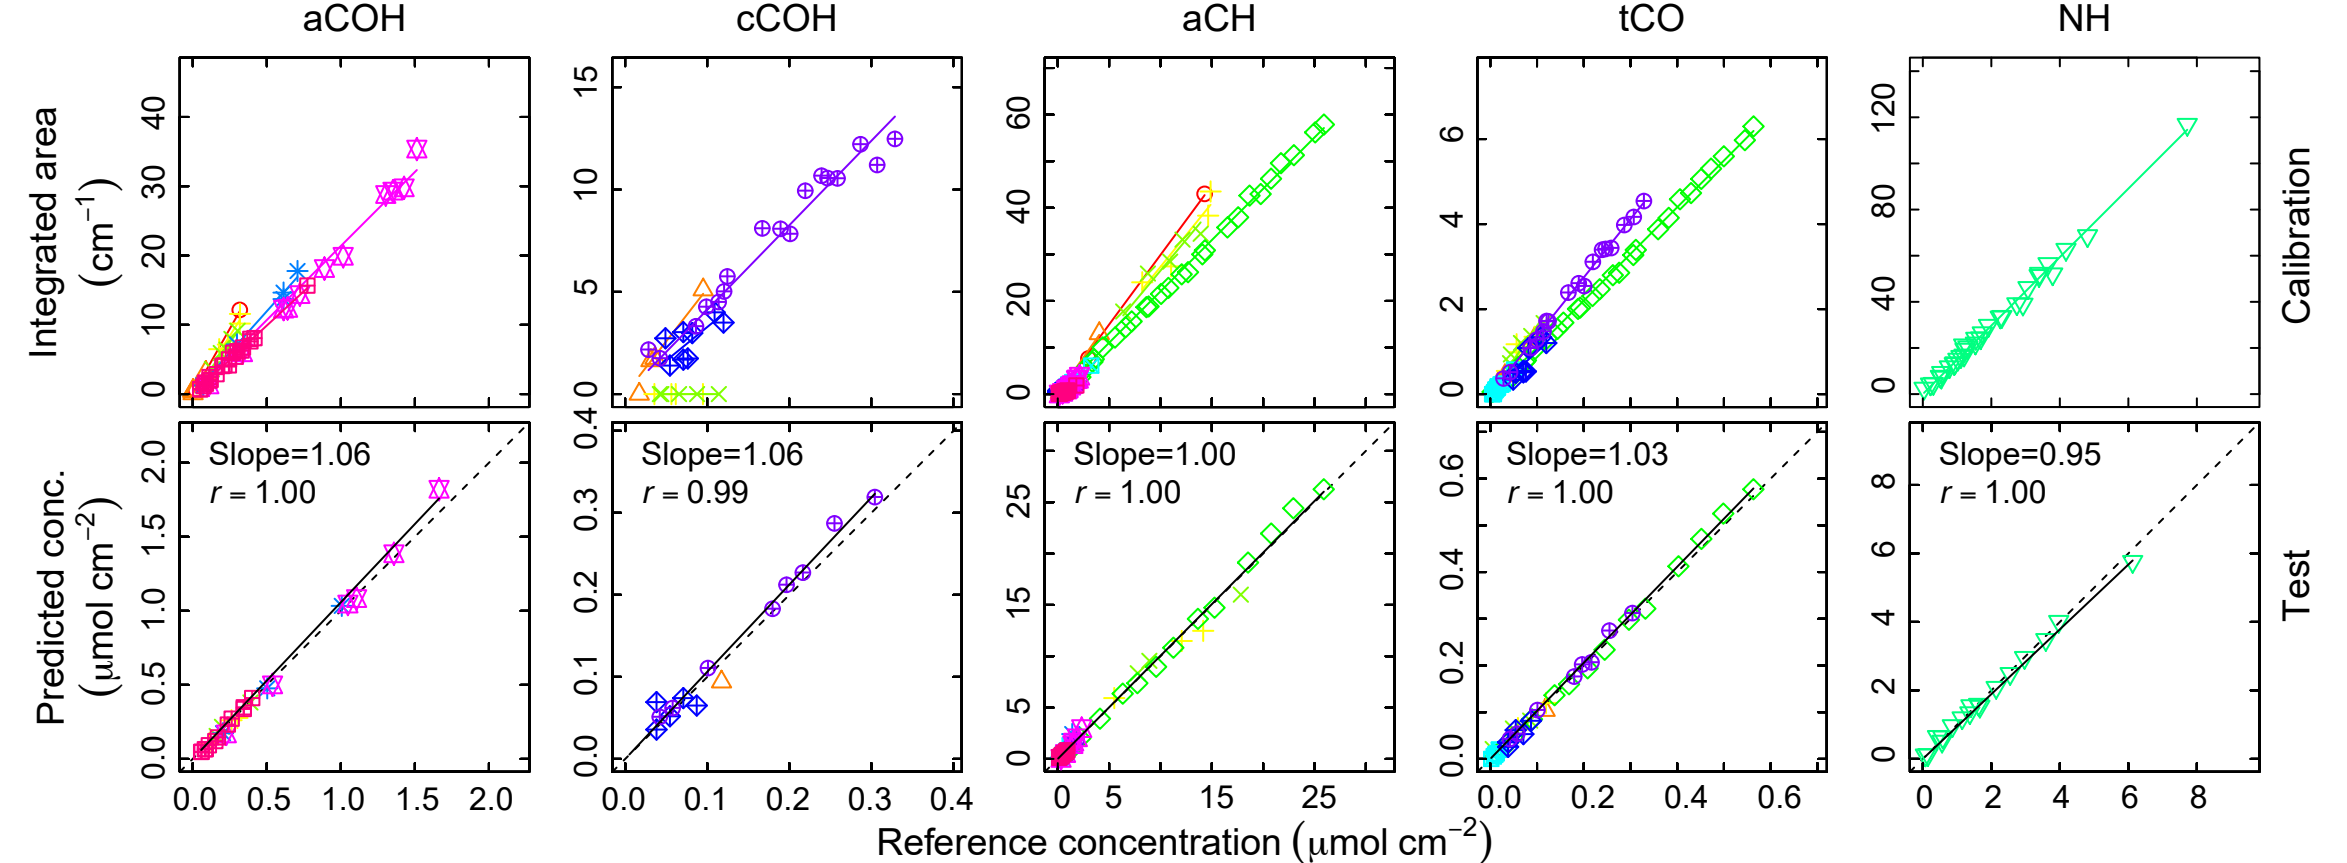 aCOH cCOH aCH tCO NH
Integrated area
(cm−1)
0 10 20 30 40
0 5 10 15
0 20 40 60
0 2 4 6
0 40 80 120
Calibration
Predicted conc.
(μmol cm−2)
0.0 0.5 1.0 1.5 2.0
Slope=1.06
r = 1.00
0.0 0.1 0.2 0.3 0.4
Slope=1.06
r = 0.99
0 5 15 25
Slope=1.00
r = 1.00
0.0 0.2 0.4 0.6
Slope=1.03
r = 1.00
0 2 4 6 8
Slope=0.95
r = 1.00
Test
0.0 0.5 1.0 1.5 2.0
0.0 0.1 0.2 0.3 0.4
0 5 15 25
0.0 0.2 0.4 0.6
0 2 4 6 8
Reference concentration (μmol cm−2)